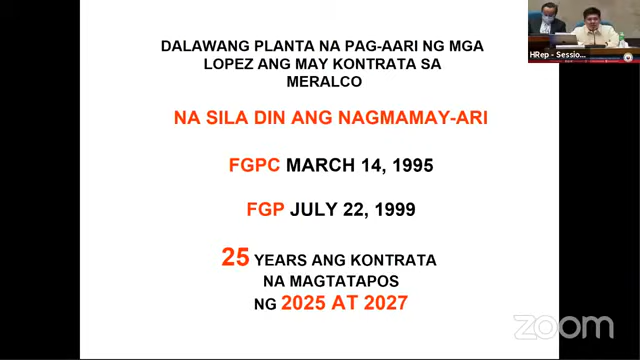 DALAWANG PLANTA NA PAG-AARI NG MGA
LOPEZ ANG MAY KONTRATA SA
MERALCO
NA SILA DIN ANG NAGMAMAY-ARI
FGPC MARCH 14, 1995
FGP JULY 22, 1999
25 YEARS ANG KONTRATA
NA MAGTATAPOS
NG 2025 AT 2027
HRep - Sessio...
zoom